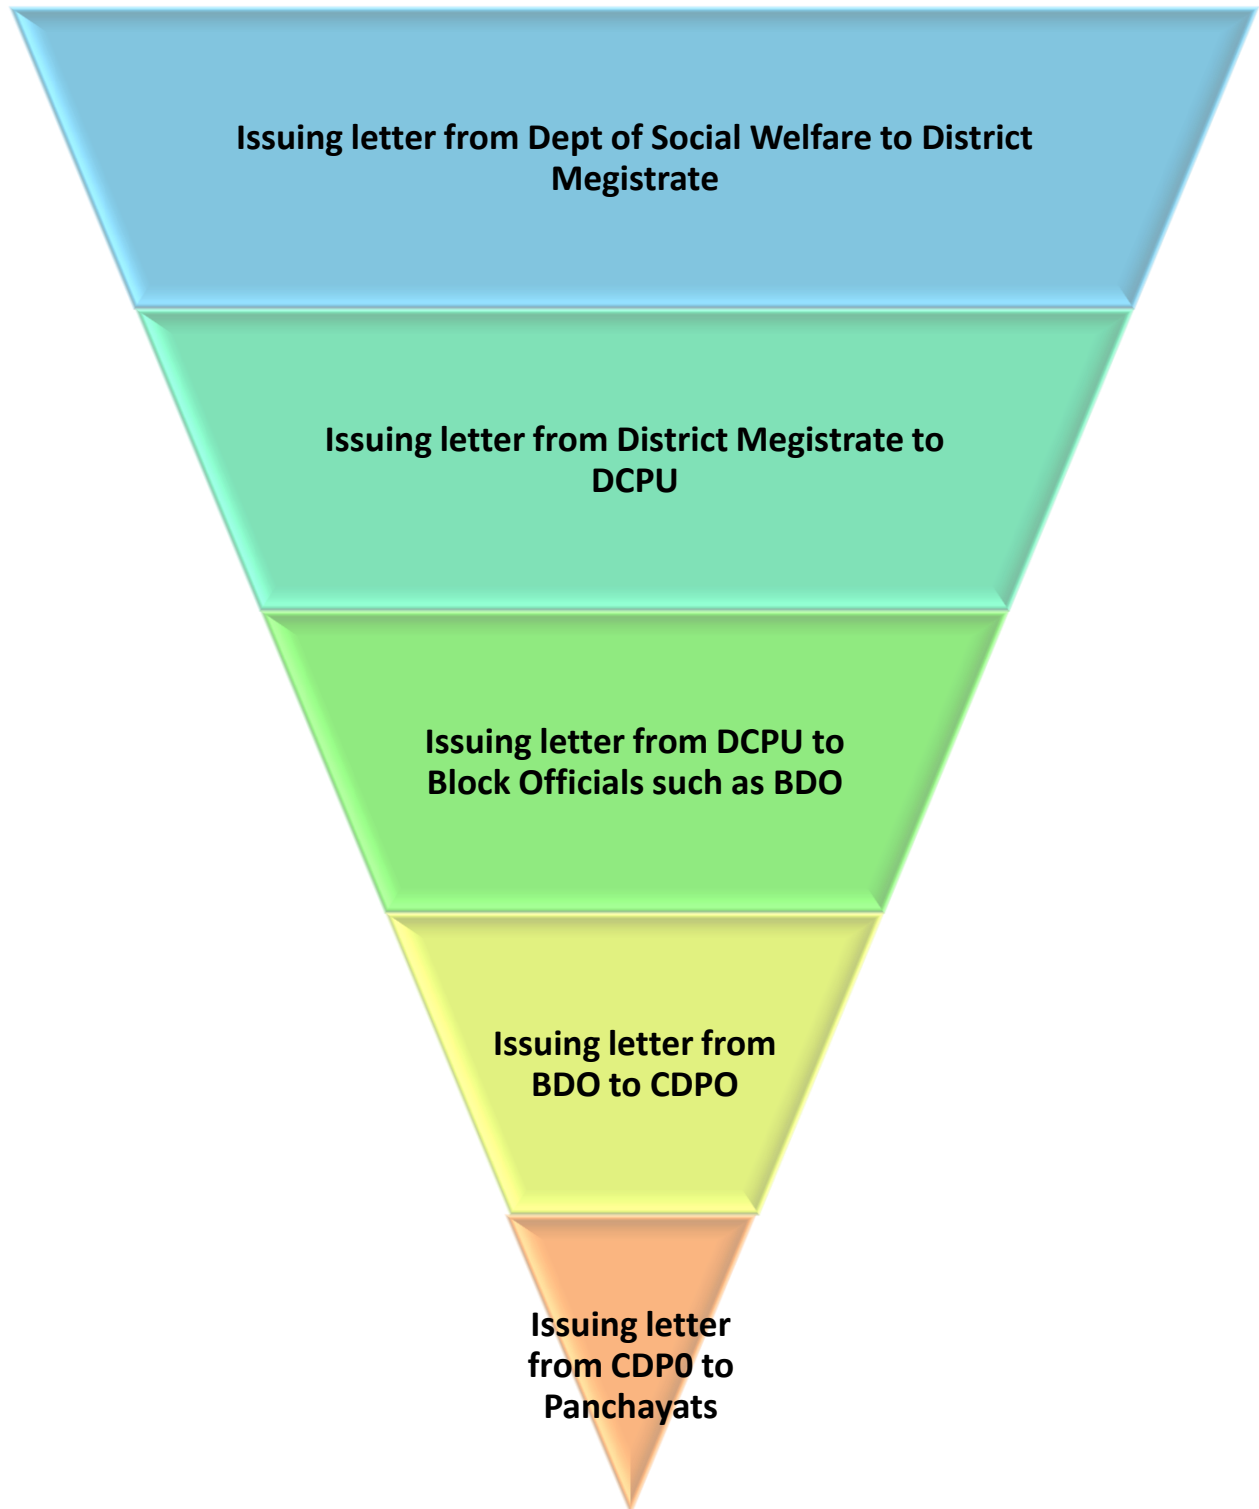 Issuing letter from Dept of Social Welfare to District
Megistrate
Issuing letter from District Megistrate to
DCPU
Issuing letter from DCPU to
Block Officials such as BDO
Issuing letter from
BDO to CDPO
Issuing letter
from CDP0 to
Panchayats